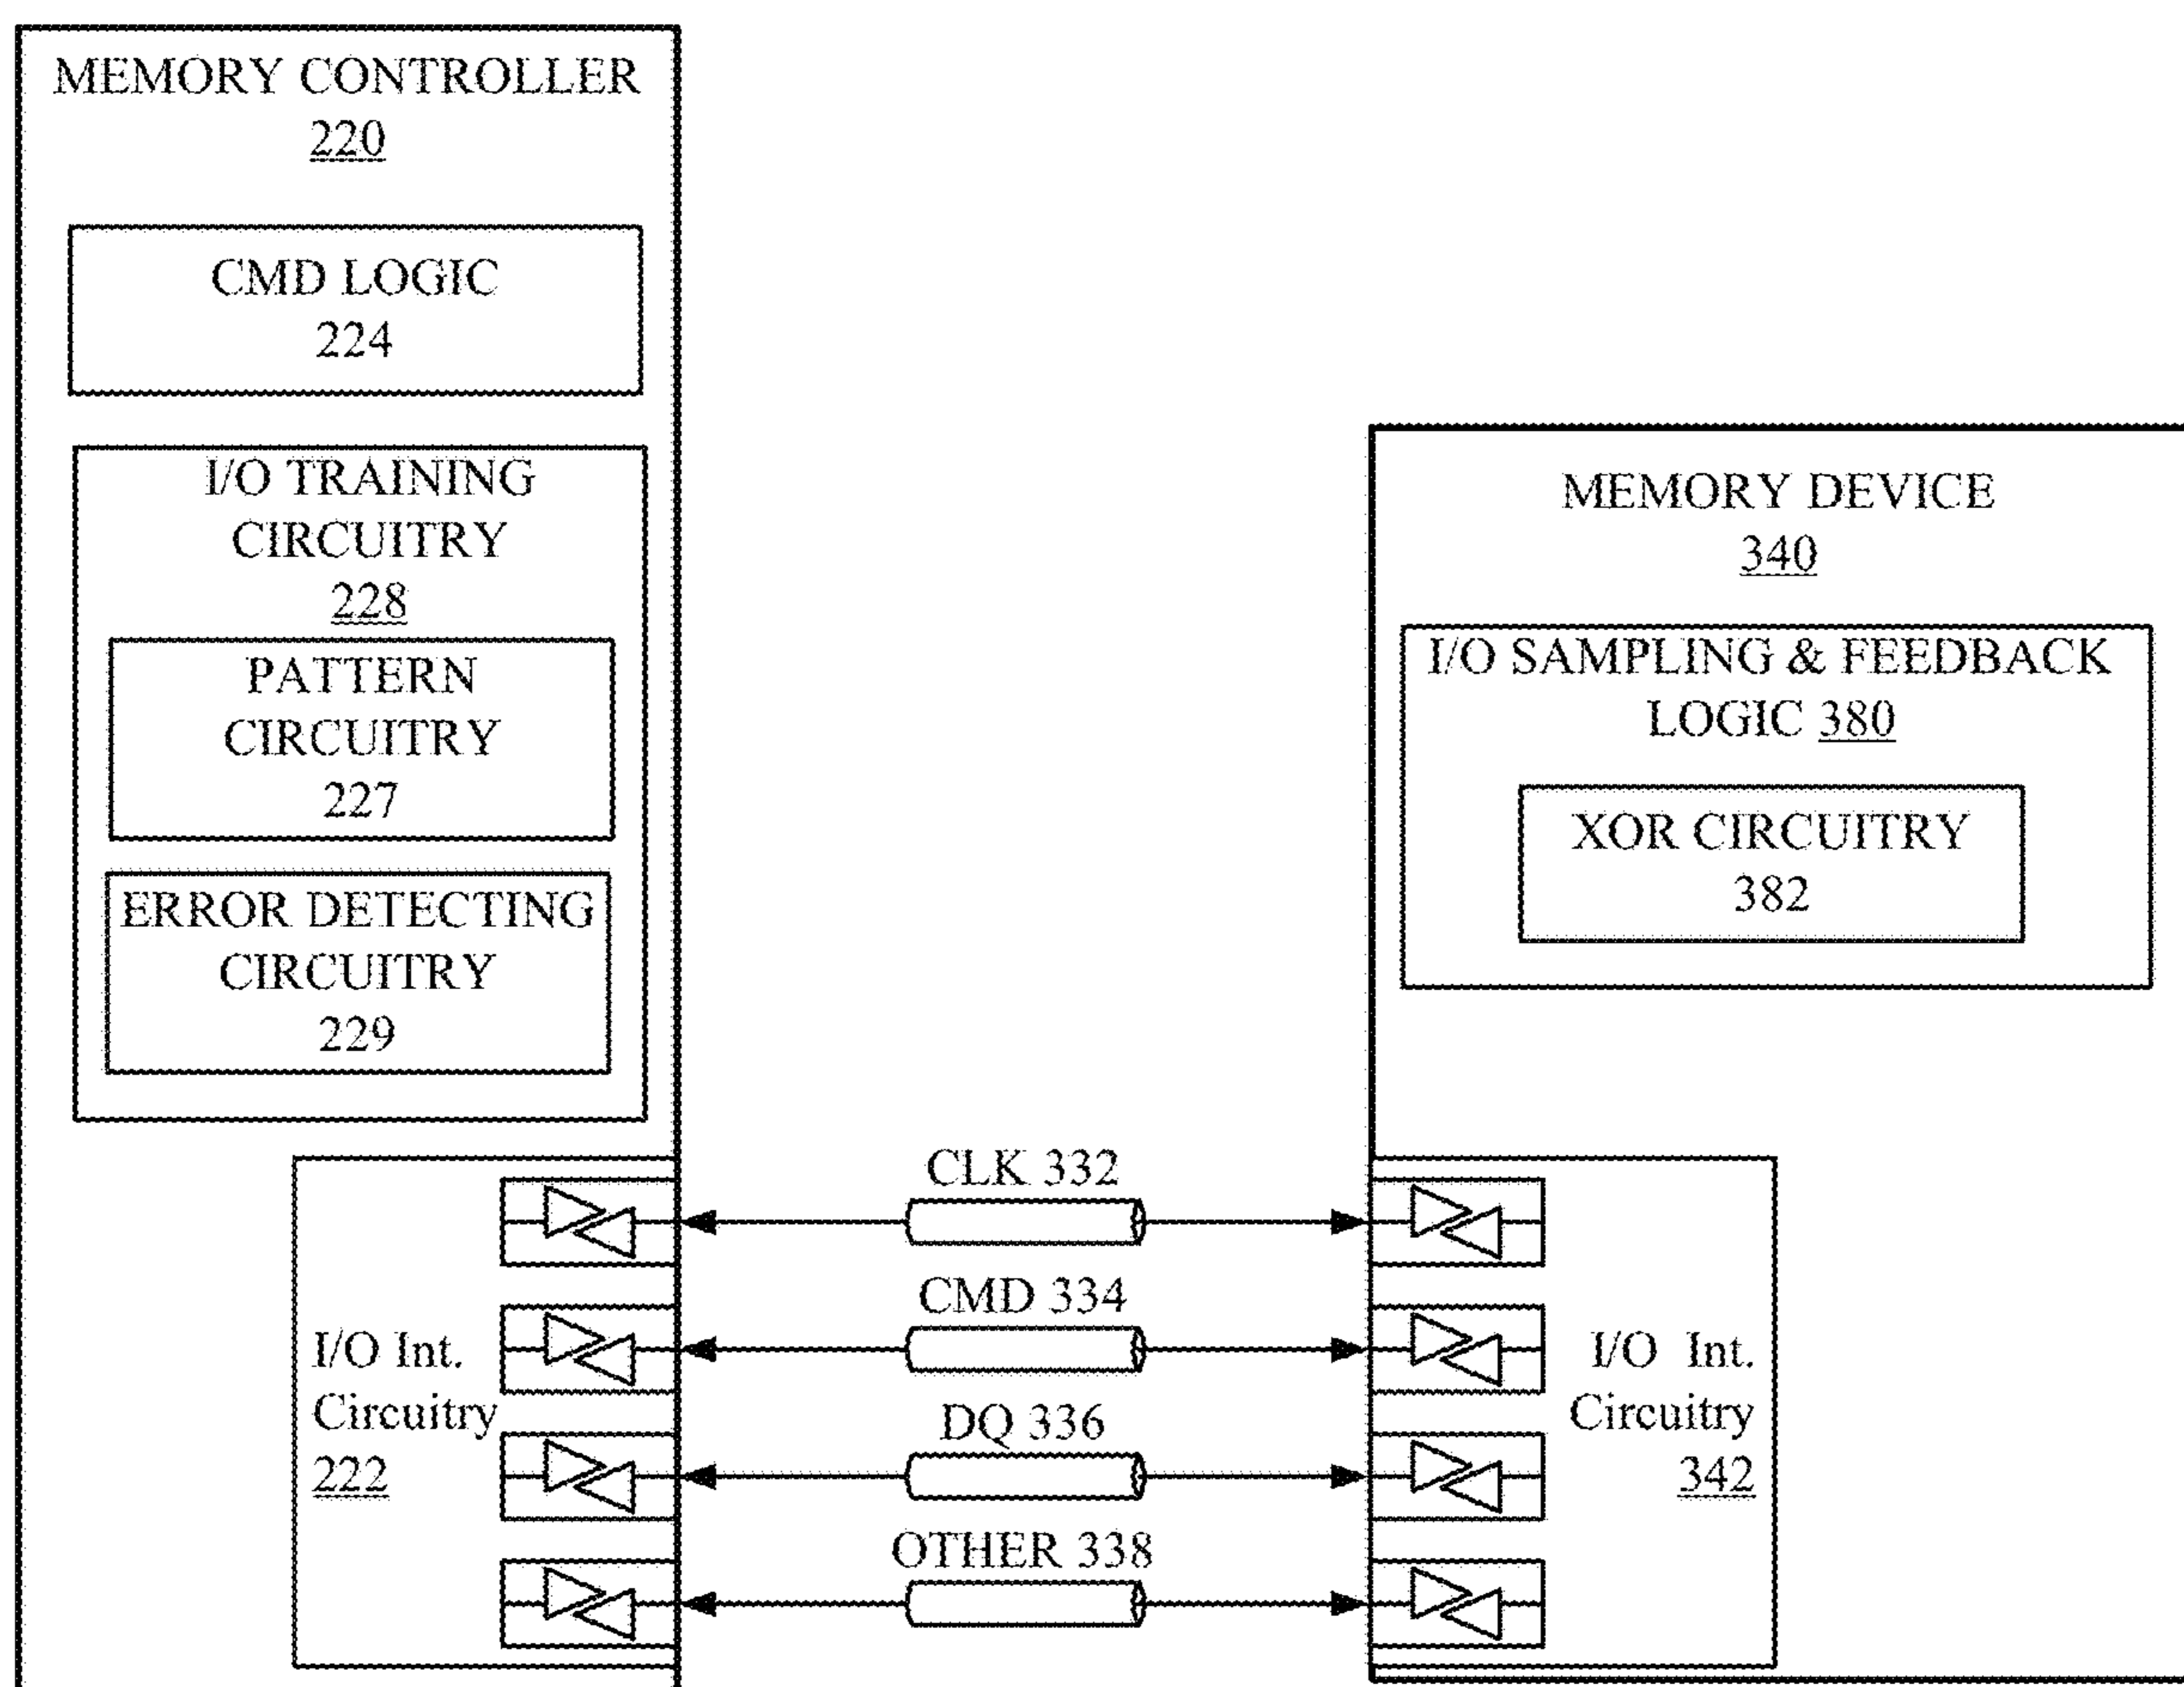 MEMORY CONTROLLER
220
CMD LOGIC
224
I/O TRAINING
CIRCUITRY
228
PATTERN
CIRCUITRY
227
ERROR DETECTING
CIRCUITRY
229
I/O Int.
Circuitry
222
CLK 332
CMD 334
DQ 336
OTHER 338
MEMORY DEVICE
340
I/O SAMPLING & FEEDBACK
LOGIC 380
XOR CIRCUITRY
382
I/O Int.
Circuitry
342